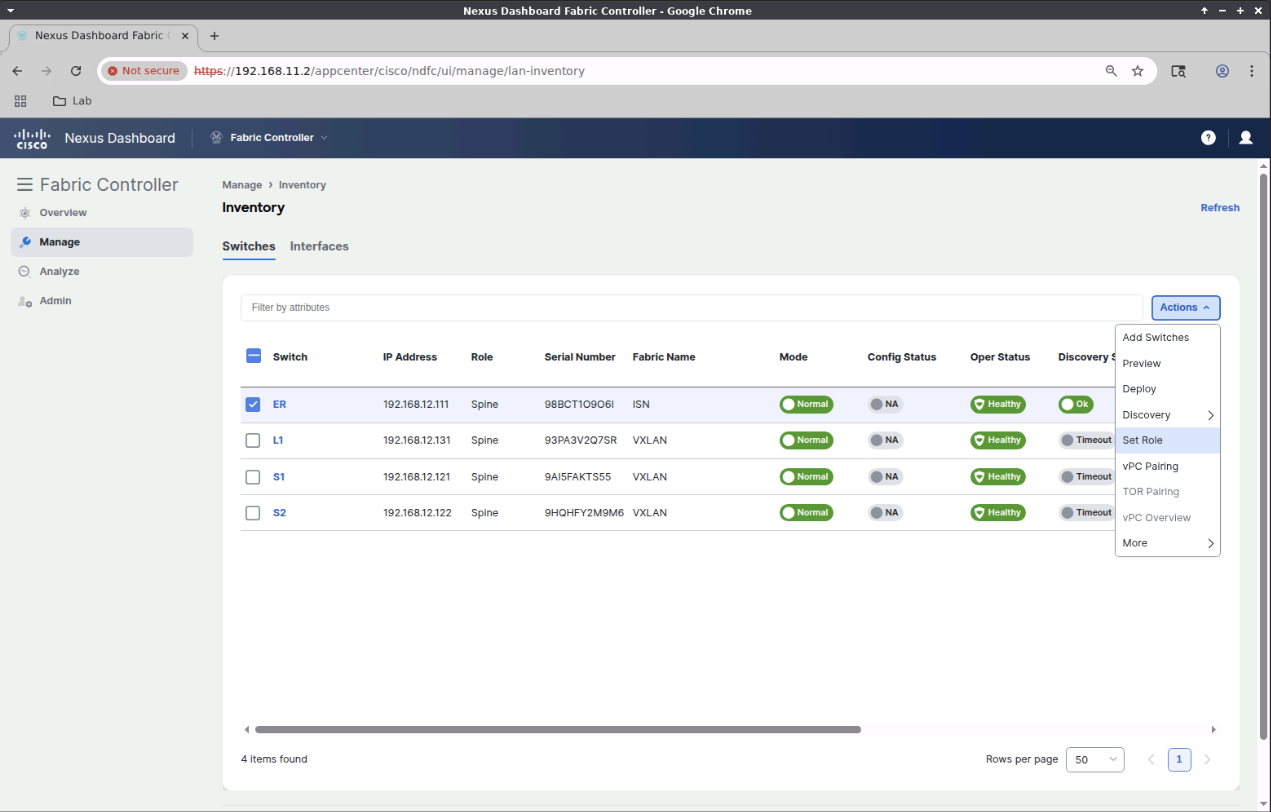 Nexus Dashboard Fabric Controller - Google Chrome
Nexus Dashboard Fabric C
Not secure https://192.168.11.2/appcenter/cisco/ndfc/ui/manage/lan-inventory
Lab
cisco Nexus Dashboard Fabric Controller ?
Fabric Controller
Overview
Manage
Analyze
Admin
Manage > Inventory
Inventory
Refresh
Switches Interfaces
Filter by attributes
Actions
Switch IP Address Role Serial Number Fabric Name Mode Config Status Oper Status Discovery S
ER 192.168.12.111 Spine 98BCT1O9O6I ISN Normal NA Healthy Ok
L1 192.168.12.131 Spine 93PA3V2Q7SR VXLAN Normal NA Healthy Timeout
S1 192.168.12.121 Spine 9AI5FAKTS55 VXLAN Normal NA Healthy Timeout
S2 192.168.12.122 Spine 9HQHFY2M9M6 VXLAN Normal NA Healthy Timeout
Add Switches
Preview
Deploy
Discovery
Set Role
vPC Pairing
TOR Pairing
vPC Overview
More
4 items found
Rows per page 50 1